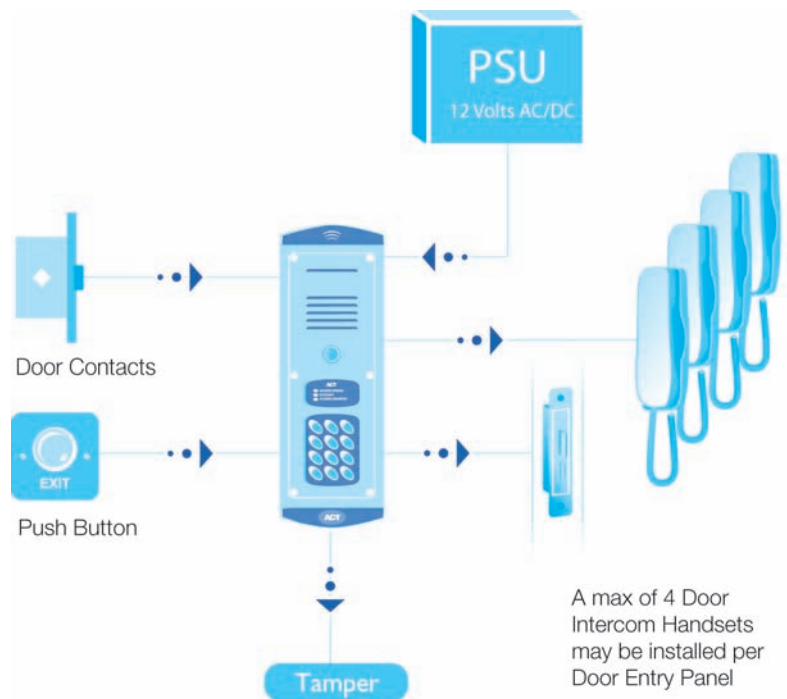 PSU
12 Volts AC/DC
Door Contacts
ACT
EXIT
Push Button
ACT
A max of 4 Door
Intercom Handsets
may be installed per
Door Entry Panel
Tamper